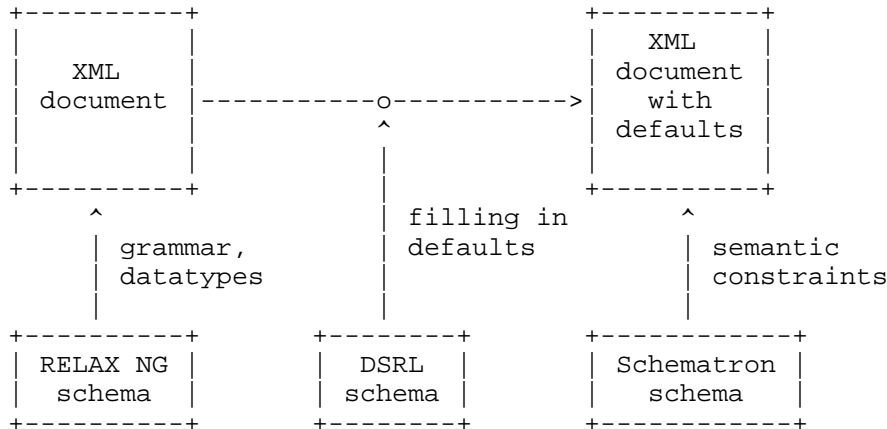 XML
document
XML
document
with
defaults
filling in
defaults
grammar,
datatypes
semantic
constraints
RELAX NG
schema
DSRL
schema
Schematron
schema